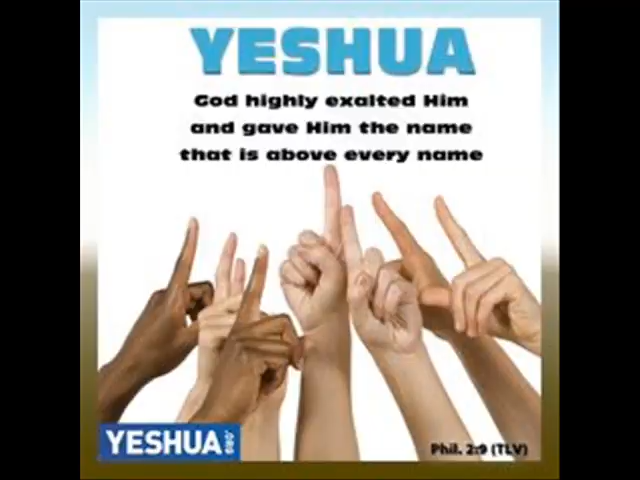 YESHUA
God highly exalted Him
and gave Him the name
that is above every name
YESHUA.ORG
Phil. 2:9 (TLV)